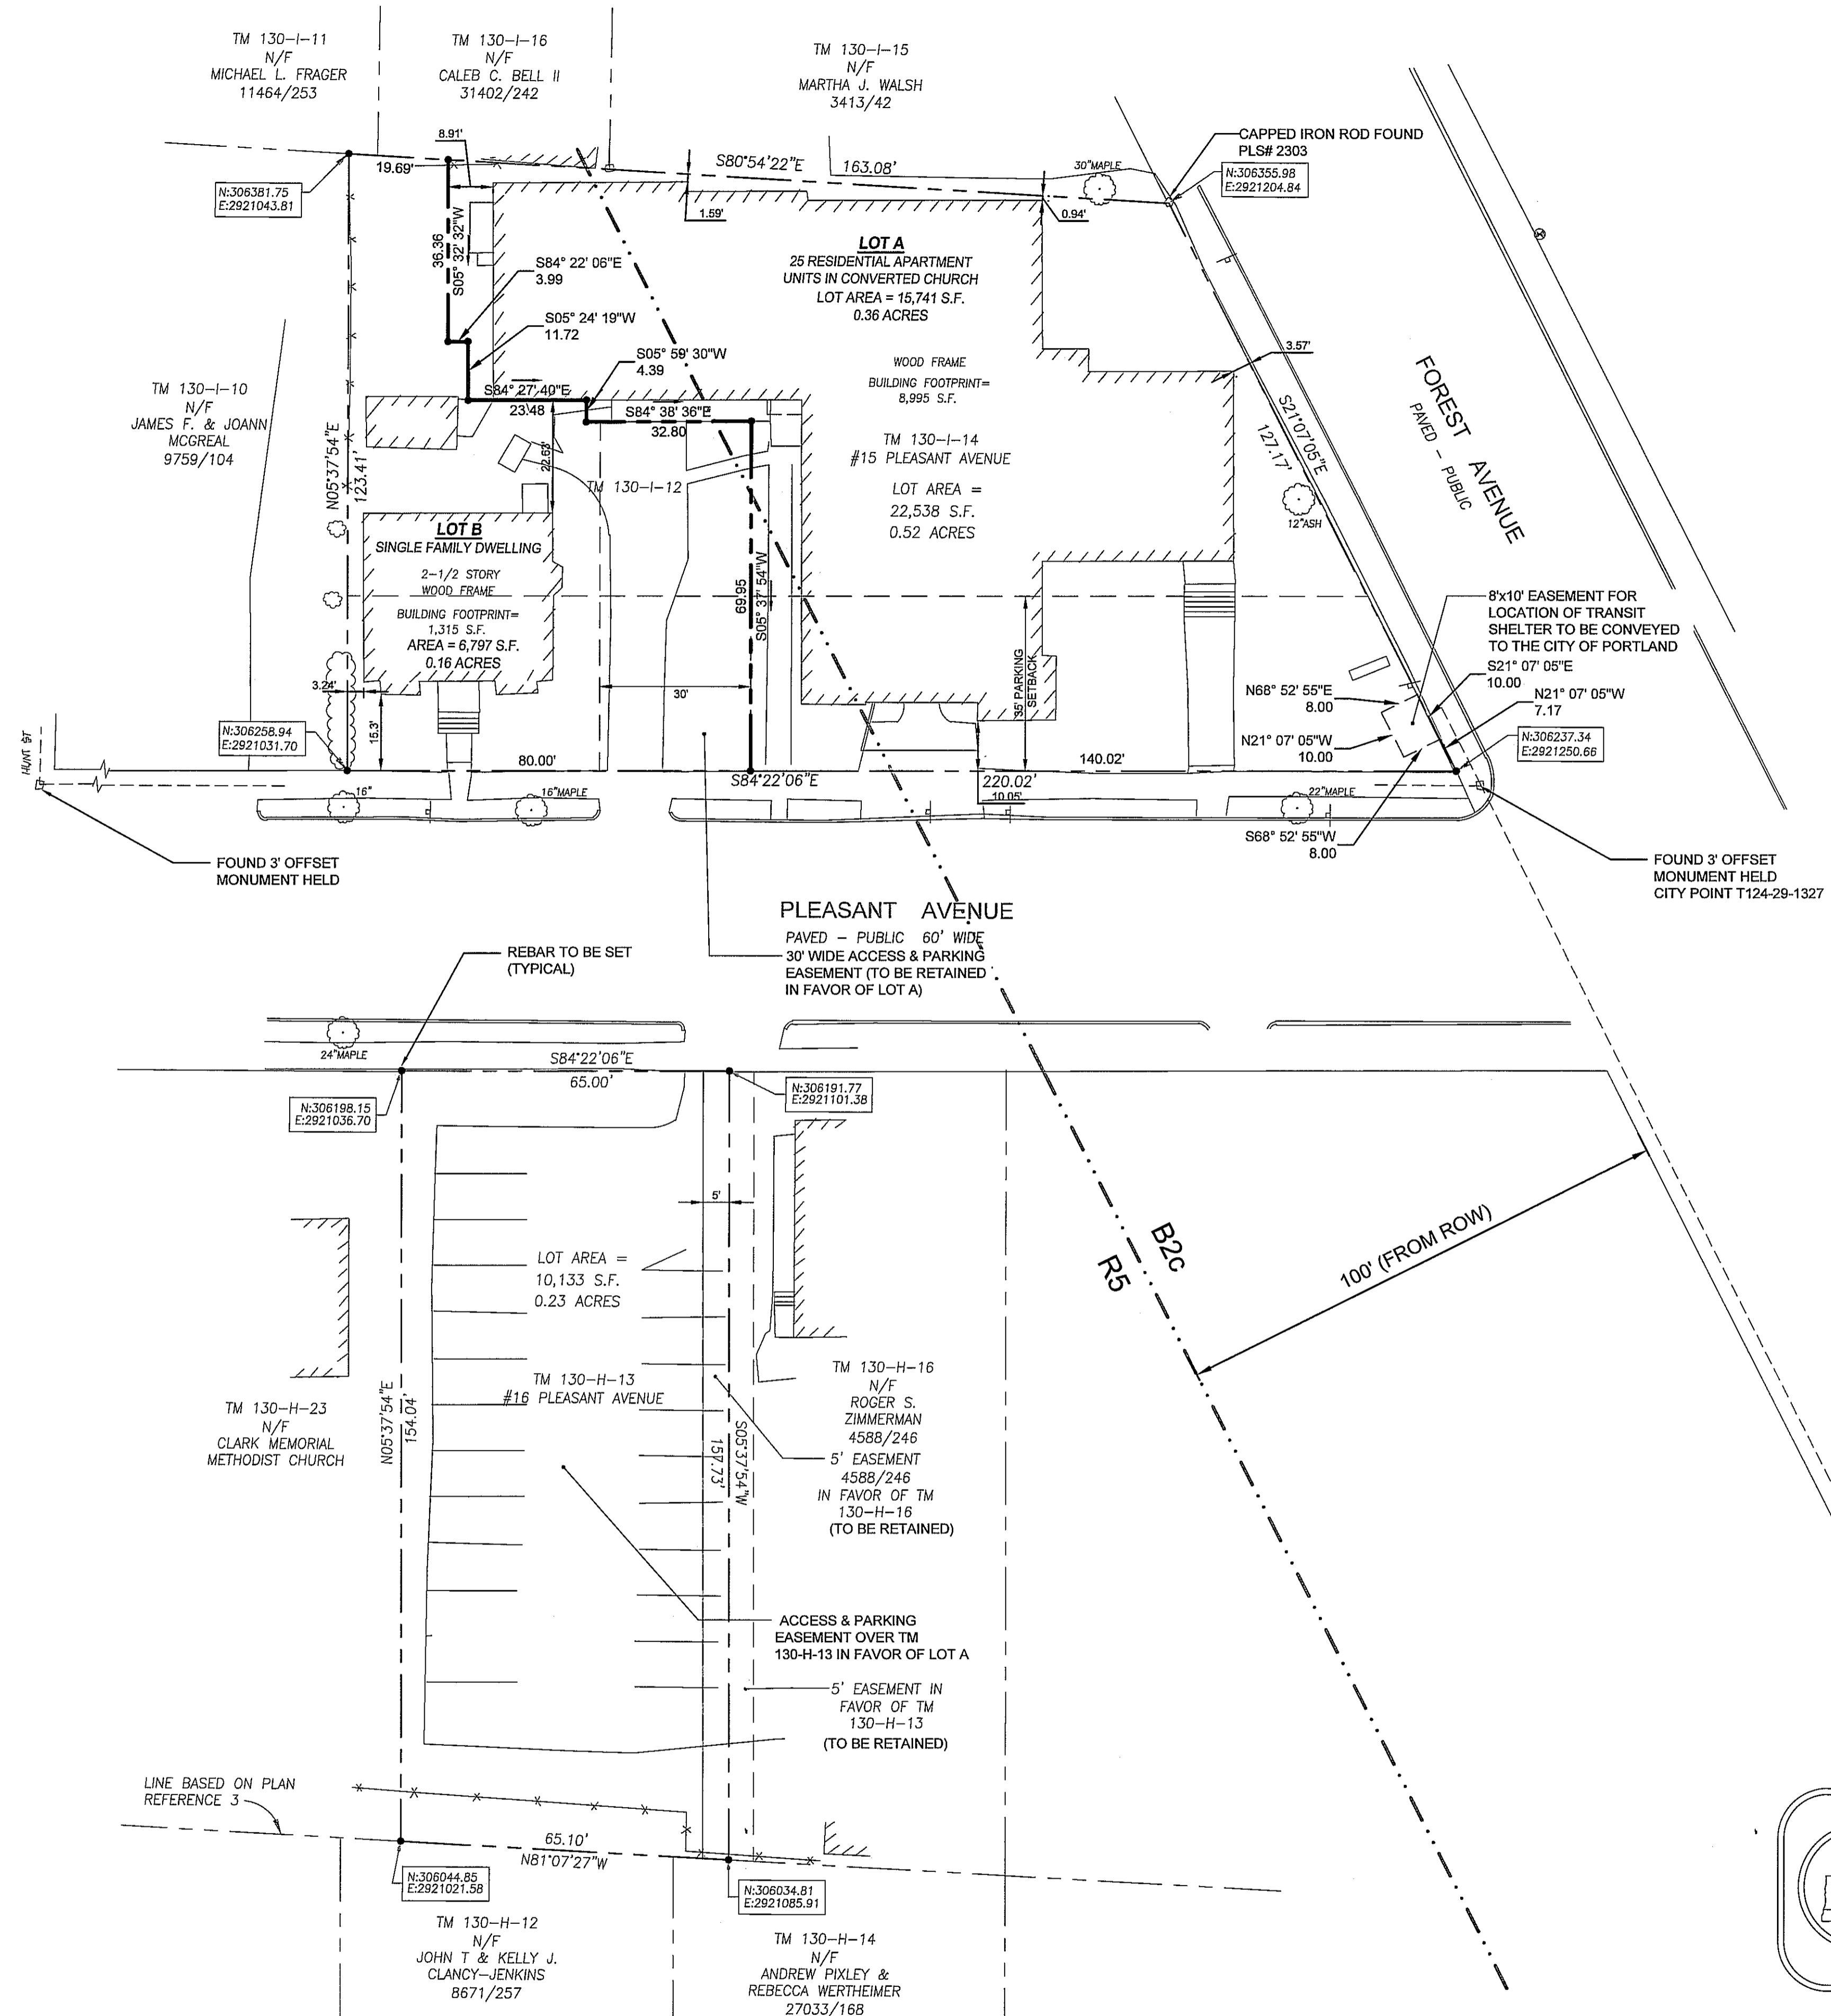 TM 130-I-11
N/F
MICHAEL L. FRAGER
11464/253
TM 130-I-16
N/F
CALEB C. BELL II
31402/242
TM 130-I-15
N/F
MARTHA J. WALSH
3413/42
CAPPED IRON ROD FOUND
PLS# 2303
N:306355.98
E:2921204.84
N:306381.75
E:2921043.81
8.91'
19.69'
S80°54'22"E
163.08'
30"MAPLE
1.59'
0.94'
36.36
S05° 32' 32"W
S84° 22' 06"E
3.99
S05° 24' 19"W
11.72
S05° 59' 30"W
4.39
S84° 27' 40"E
23.48
S84° 38' 36"E
32.80
22.63'
LOT A
25 RESIDENTIAL APARTMENT
UNITS IN CONVERTED CHURCH
LOT AREA = 15,741 S.F.
0.36 ACRES
WOOD FRAME
BUILDING FOOTPRINT=
8,995 S.F.
3.57'
TM 130-I-14
#15 PLEASANT AVENUE
LOT AREA =
22,538 S.F.
0.52 ACRES
FOREST AVENUE
PAVED - PUBLIC
S21°07'05"E
127.17'
12"ASH
TM 130-I-10
N/F
JAMES F. & JOANN
MCGREAL
9759/104
N05°37'54"E
123.41'
TM 130-I-12
LOT B
SINGLE FAMILY DWELLING
2-1/2 STORY
WOOD FRAME
BUILDING FOOTPRINT=
1,315 S.F.
AREA = 6,797 S.F.
0.16 ACRES
69.95
S05° 37' 54"W
30'
35' PARKING
SETBACK
8'x10' EASEMENT FOR
LOCATION OF TRANSIT
SHELTER TO BE CONVEYED
TO THE CITY OF PORTLAND
S21° 07' 05"E
10.00
N68° 52' 55"E
8.00
N21° 07' 05"W
7.17
N21° 07' 05"W
10.00
N:306237.34
E:2921250.66
3.24'
15.3'
N:306258.94
E:2921031.70
HUNT ST
80.00'
S84°22'06"E
140.02'
220.02'
10.05'
16"
16"MAPLE
22"MAPLE
S68° 52' 55"W
8.00
FOUND 3' OFFSET
MONUMENT HELD
FOUND 3' OFFSET
MONUMENT HELD
CITY POINT T124-29-1327
PLEASANT AVENUE
PAVED - PUBLIC 60' WIDE
30' WIDE ACCESS & PARKING
EASEMENT (TO BE RETAINED
IN FAVOR OF LOT A)
REBAR TO BE SET
(TYPICAL)
24"MAPLE
S84°22'06"E
65.00'
N:306198.15
E:2921036.70
N:306191.77
E:2921101.38
5'
LOT AREA =
10,133 S.F.
0.23 ACRES
B2c
R5
100' (FROM ROW)
TM 130-H-13
#16 PLEASANT AVENUE
TM 130-H-23
N/F
CLARK MEMORIAL
METHODIST CHURCH
N05°37'54"E
154.04'
S05°37'54"W
157.73'
TM 130-H-16
N/F
ROGER S.
ZIMMERMAN
4588/246
5' EASEMENT
4588/246
IN FAVOR OF TM
130-H-16
(TO BE RETAINED)
ACCESS & PARKING
EASEMENT OVER TM
130-H-13 IN FAVOR OF LOT A
5' EASEMENT IN
FAVOR OF TM
130-H-13
(TO BE RETAINED)
LINE BASED ON PLAN
REFERENCE 3
65.10'
N81°07'27"W
N:306044.85
E:2921021.58
N:306034.81
E:2921085.91
TM 130-H-12
N/F
JOHN T & KELLY J.
CLANCY-JENKINS
8671/257
TM 130-H-14
N/F
ANDREW PIXLEY &
REBECCA WERTHEIMER
27033/168